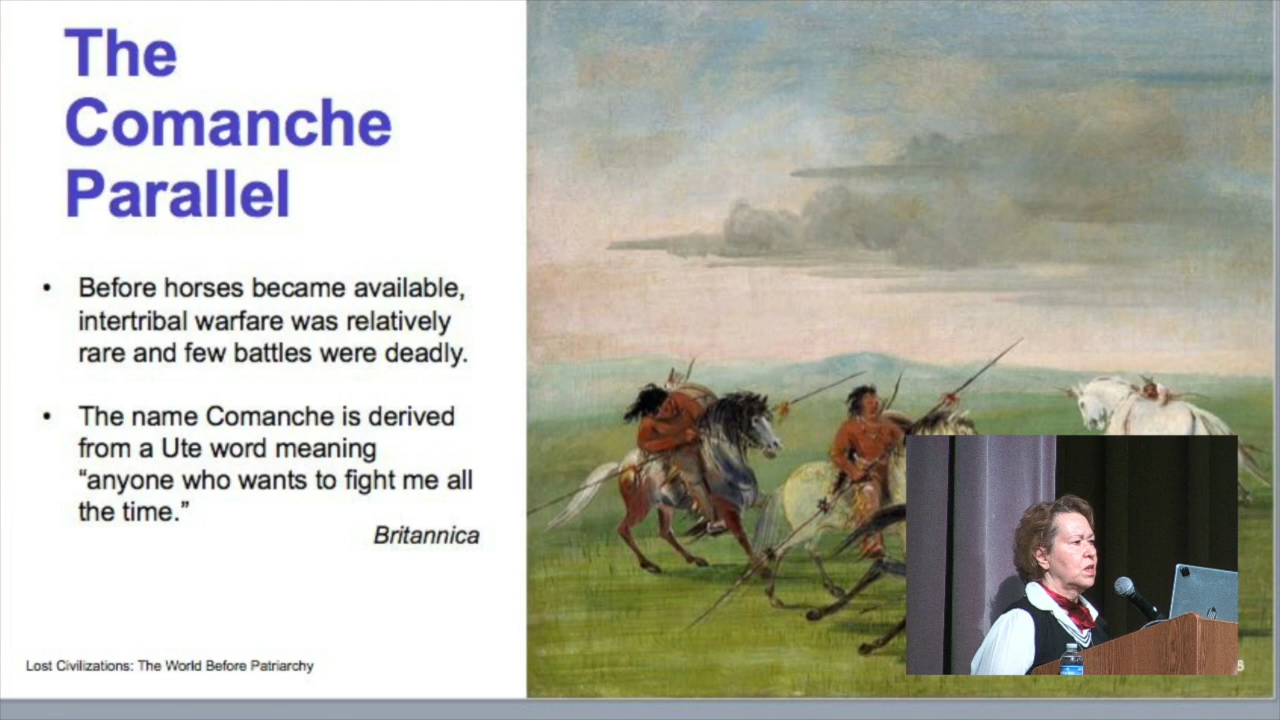 The
Comanche
Parallel
• Before horses became available,
intertribal warfare was relatively
rare and few battles were deadly.
• The name Comanche is derived
from a Ute word meaning
“anyone who wants to fight me all
the time.”
Britannica
Lost Civilizations: The World Before Patriarchy